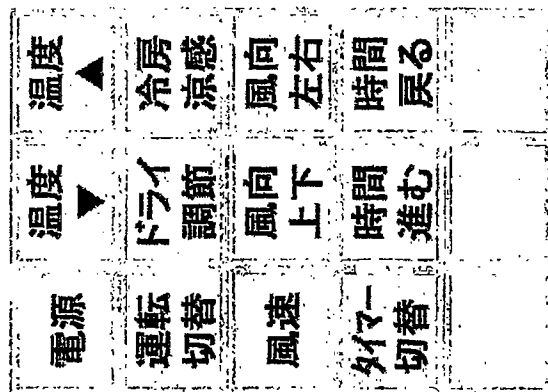 電源
温度
▼
温度
▲
運転
切替
ドライ
調節
冷房
涼感
風速
風向
上下
風向
左右
タイマー
切替
時間
進む
時間
戻る